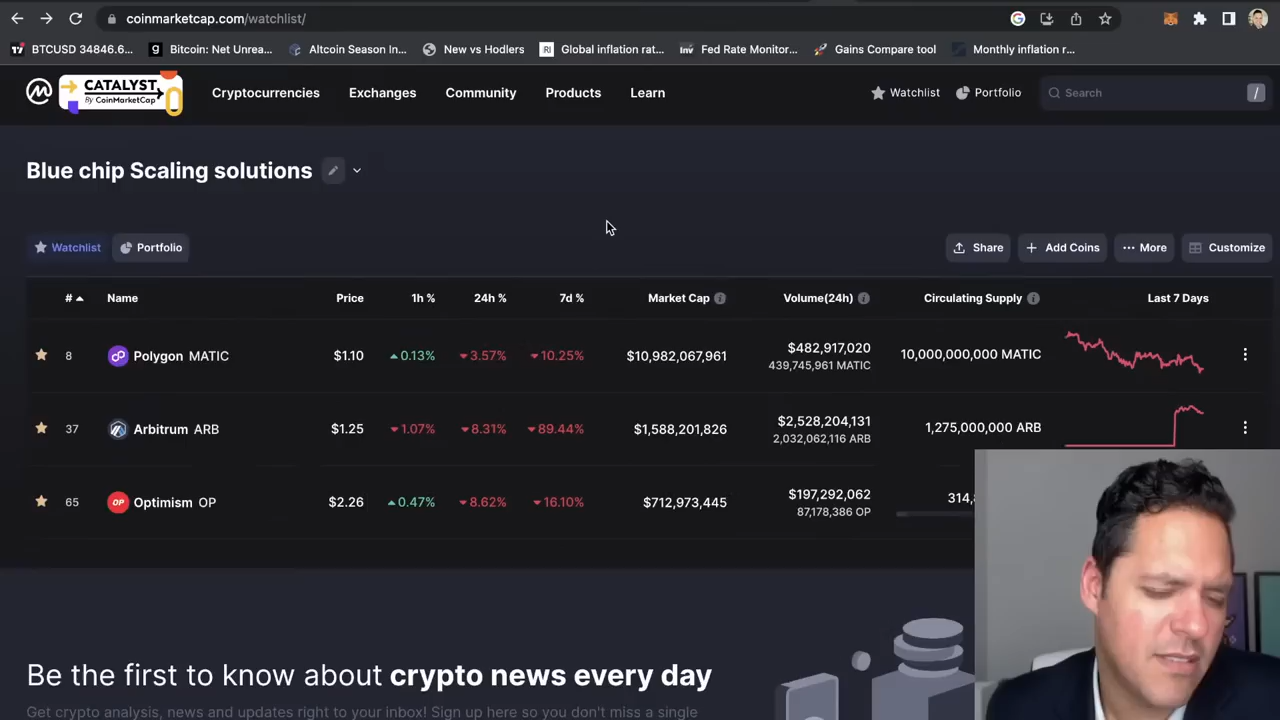 coinmarketcap.com/watchlist/
BTCUSD 34846.6... Bitcoin: Net Unrea... Altcoin Season In... New vs Hodlers Global inflation rat... Fed Rate Monitor... Gains Compare tool Monthly inflation r...
CATALYST By CoinMarketCap Cryptocurrencies Exchanges Community Products Learn Watchlist Portfolio Search /
Blue chip Scaling solutions
Watchlist Portfolio Share + Add Coins ... More Customize
# Name Price 1h % 24h % 7d % Market Cap Volume(24h) Circulating Supply Last 7 Days
8 Polygon MATIC $1.10 0.13% 3.57% 10.25% $10,982,067,961 $482,917,020 10,000,000,000 MATIC
439,745,961 MATIC
37 Arbitrum ARB $1.25 1.07% 8.31% 89.44% $1,588,201,826 $2,528,204,131 1,275,000,000 ARB
2,032,062,116 ARB
65 OP Optimism OP $2.26 0.47% 8.62% 16.10% $712,973,445 $197,292,062 314,8
87,178,386 OP
Be the first to know about crypto news every day
Get crypto analysis, news and updates right to your inbox! Sign up here so you don't miss a single